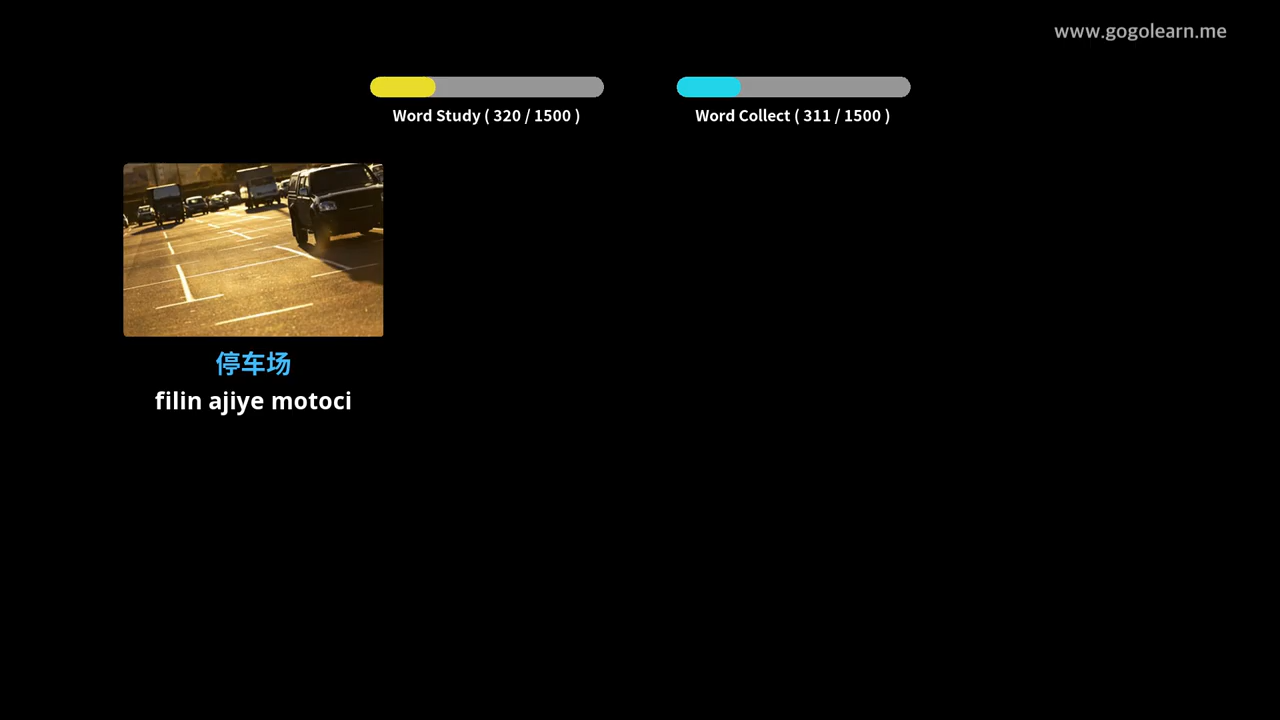 www.gogolearn.me
Word Study ( 320 / 1500 )
Word Collect ( 311 / 1500 )
停车场
filin ajiye motoci